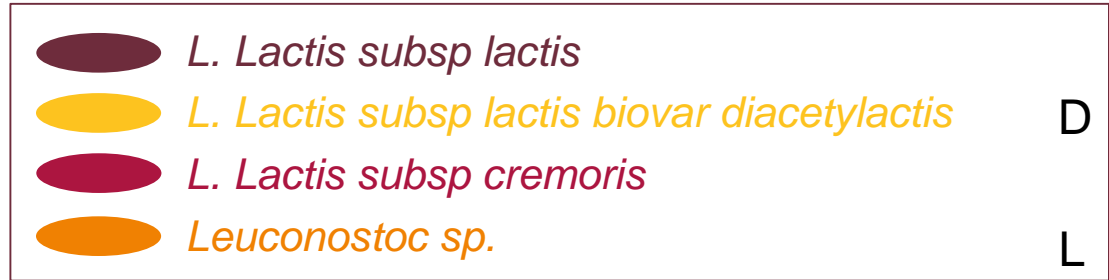 L. Lactis subsp lactis
L. Lactis subsp lactis biovar diacetylactis D
L. Lactis subsp cremoris
Leuconostoc sp. L